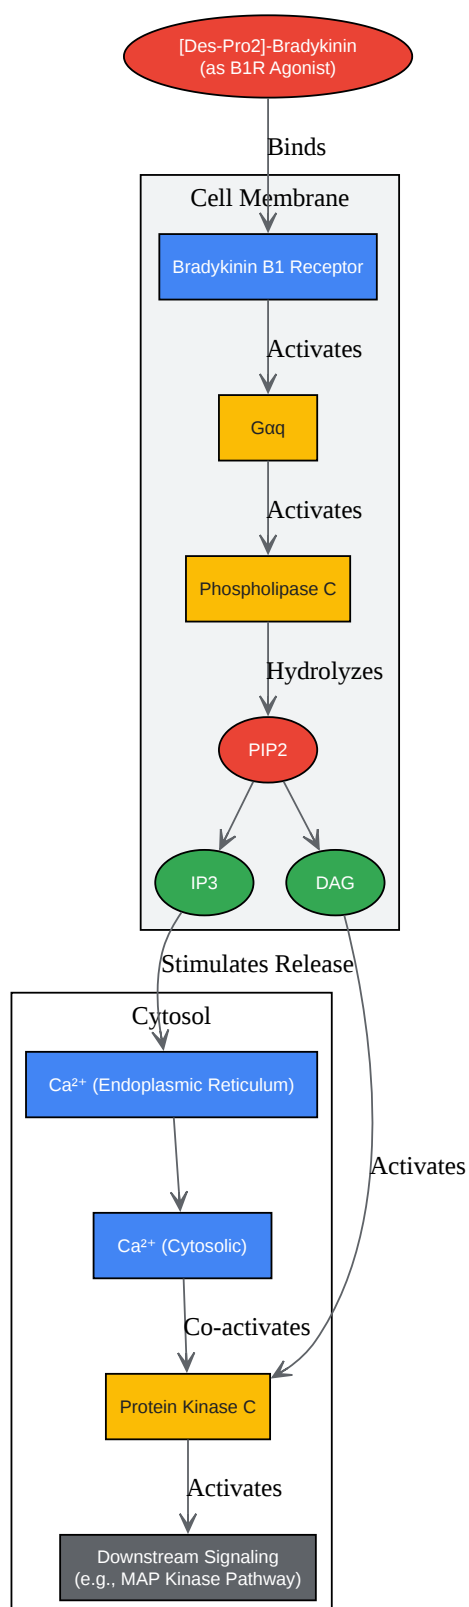 [Des-Pro2]-Bradykinin
(as B1R Agonist)
Binds
Cell Membrane
Bradykinin B1 Receptor
Activates
Gαq
Activates
Phospholipase C
Hydrolyzes
PIP2
IP3
DAG
Stimulates Release
Cytosol
Ca²⁺ (Endoplasmic Reticulum)
Activates
Ca²⁺ (Cytosolic)
Co-activates
Protein Kinase C
Activates
Downstream Signaling
(e.g., MAP Kinase Pathway)